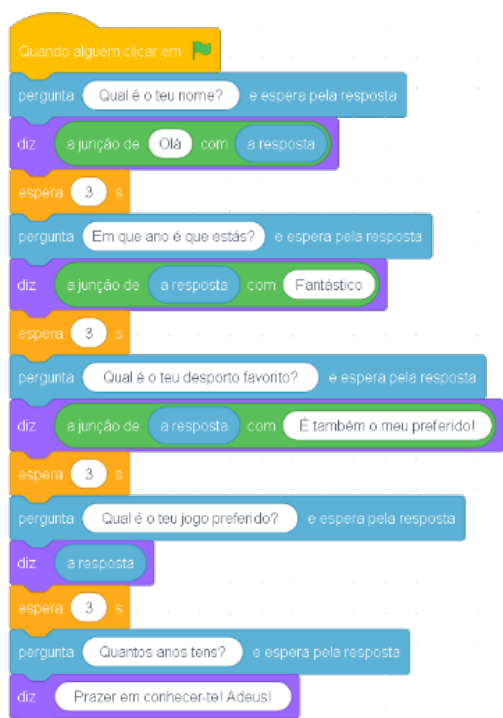 Quando alguém clicar em
pergunta Qual é o teu nome? e espera pela resposta
diz a junção de Olá com a resposta
espera 3 s
pergunta Em que ano é que estás? e espera pela resposta
diz a junção de a resposta com Fantástico
espera 3 s
pergunta Qual é o teu desporto favorito? e espera pela resposta
diz a junção de a resposta com É também o meu preferido!
espera 3 s
pergunta Qual é o teu jogo preferido? e espera pela resposta
diz a resposta
espera 3 s
pergunta Quantos anos tens? e espera pela resposta
diz Prazer em conhecer-te! Adeus!